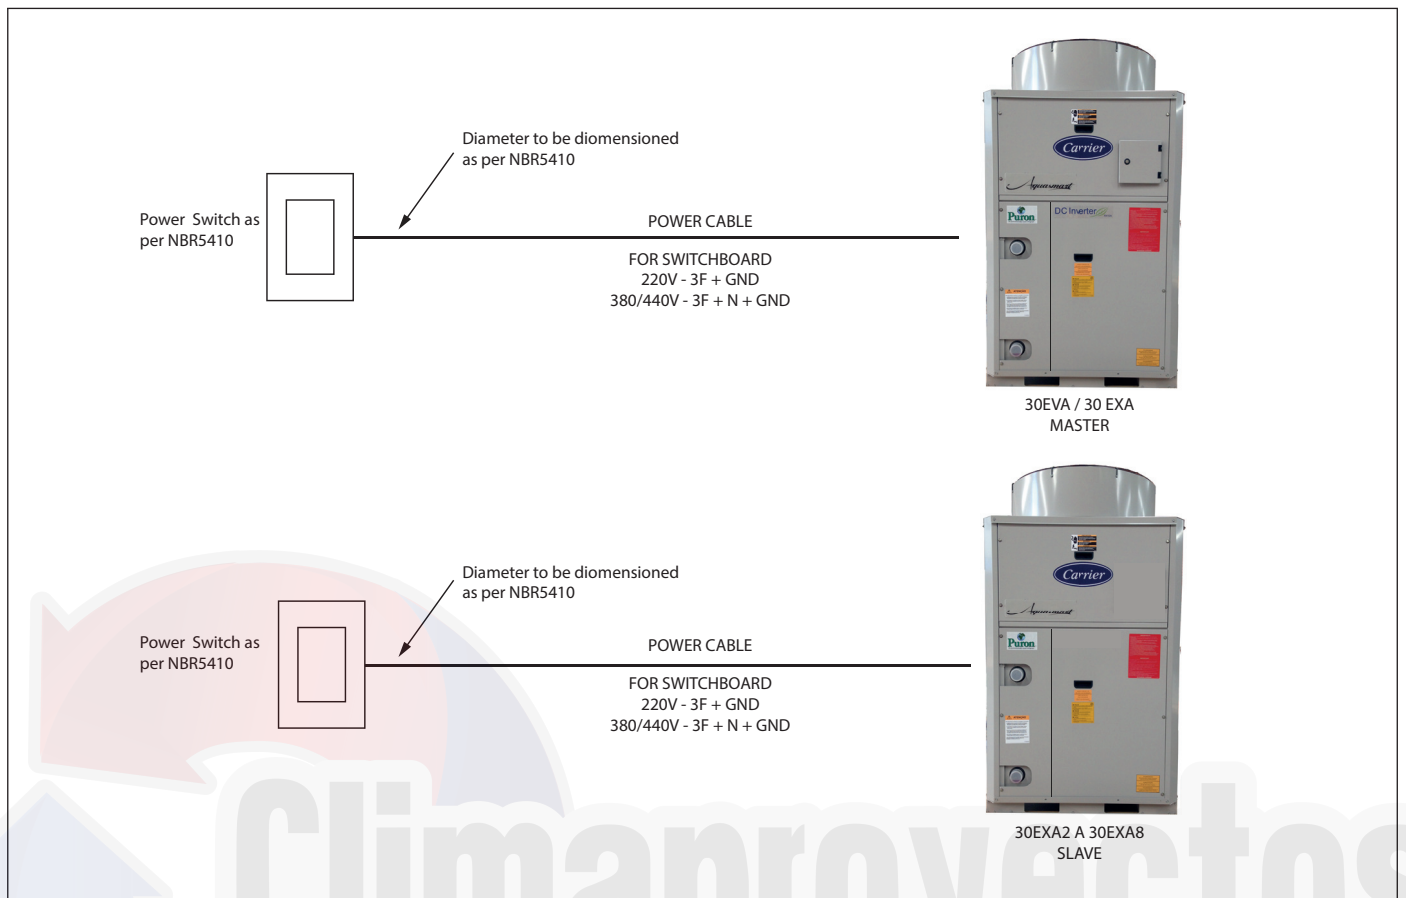 Diameter to be diomensioned
as per NBR5410
Power Switch as
per NBR5410
POWER CABLE
FOR SWITCHBOARD
220V - 3F + GND
380/440V - 3F + N + GND
Carrier
Aquasmart
Puron
DC Inverter
30EVA / 30 EXA
MASTER
Diameter to be diomensioned
as per NBR5410
Power Switch as
per NBR5410
POWER CABLE
FOR SWITCHBOARD
220V - 3F + GND
380/440V - 3F + N + GND
Carrier
Aquasmart
Puron
30EXA2 A 30EXA8
SLAVE
Climaproyectos